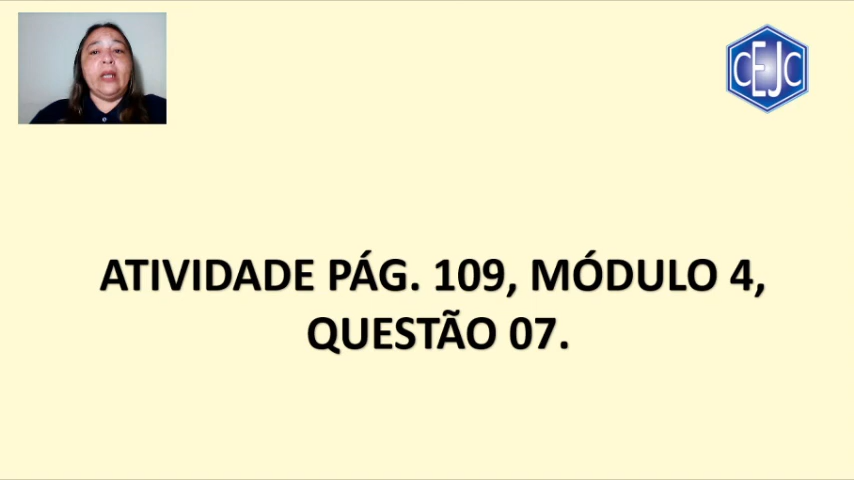 CEJC
ATIVIDADE PÁG. 109, MÓDULO 4,
QUESTÃO 07.